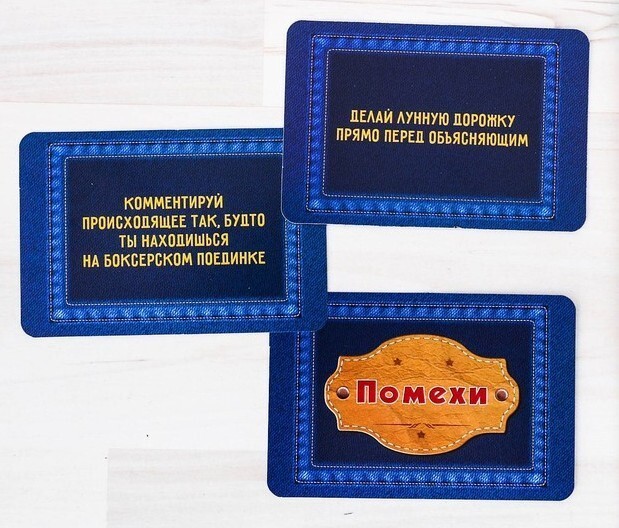 ДЕЛАЙ ЛУННУЮ ДОРОЖКУ
ПРЯМО ПЕРЕД ОБЪЯСНЯЮЩИМ
КОММЕНТИРУЙ
ПРОИСХОДЯЩЕЕ ТАК, БУДТО
ТЫ НАХОДИШЬСЯ
НА БОКСЕРСКОМ ПОЕДИНКЕ
Помехи